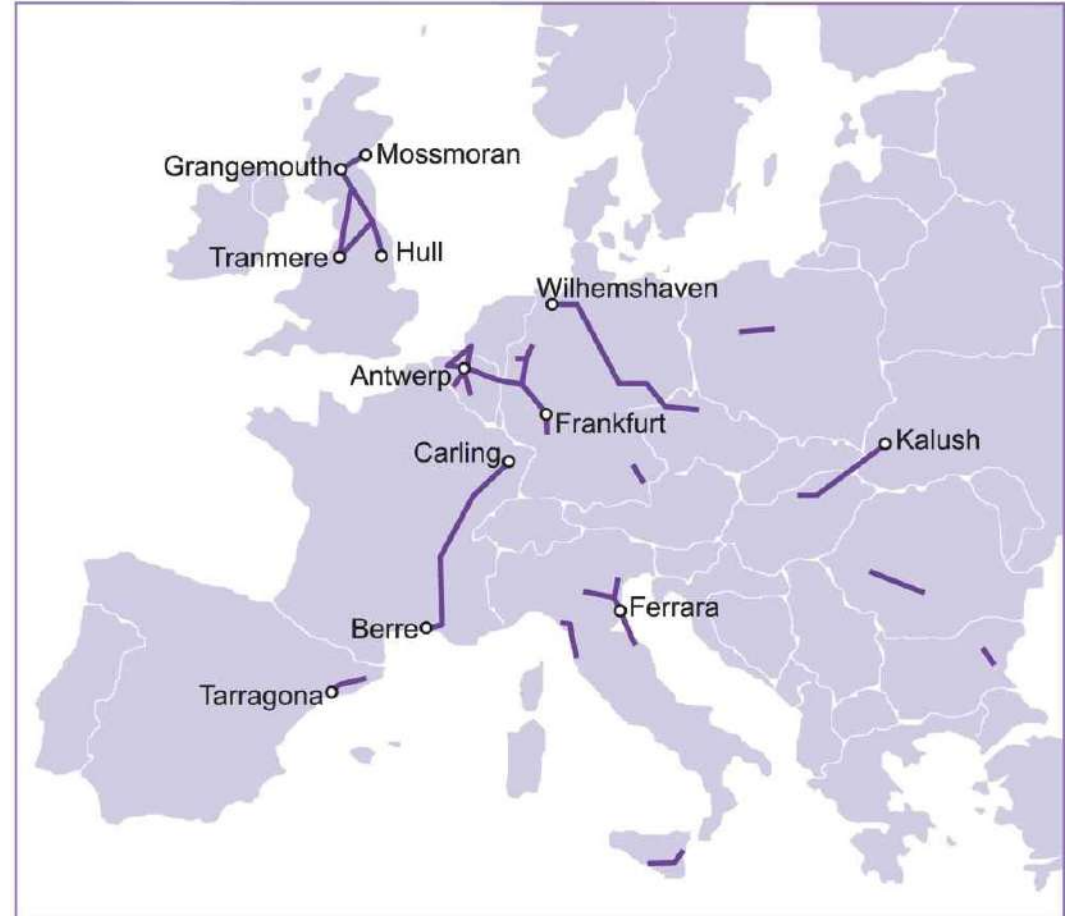 Mossmoran
Grangemouth
Tranmere
Hull
Wilhemshaven
Antwerp
Frankfurt
Carling
Kalush
Ferrara
Berre
Tarragona